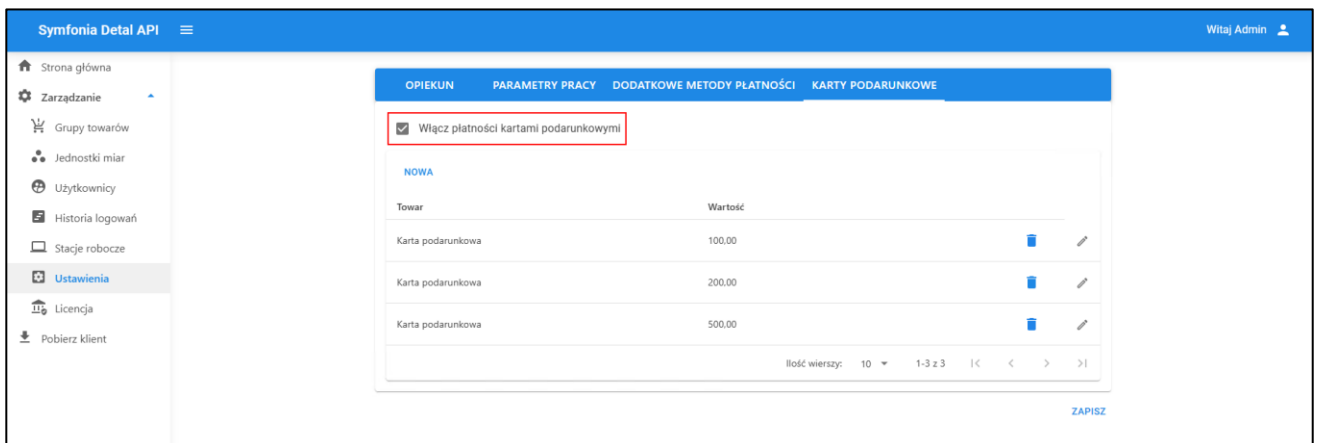 Symfonia Detal API
Witaj Admin
Strona główna
Zarządzanie
Grupy towarów
Jednostki miar
Użytkownicy
Historia logowań
Stacje robocze
Ustawienia
Licencja
Pobierz klient
OPIEKUN PARAMETRY PRACY DODATKOWE METODY PŁATNOŚCI KARTY PODARUNKOWE
Włącz płatności kartami podarunkowymi
NOWA
Towar Wartość
Karta podarunkowa 100,00
Karta podarunkowa 200,00
Karta podarunkowa 500,00
Ilość wierszy: 10 1-3 z 3
ZAPISZ